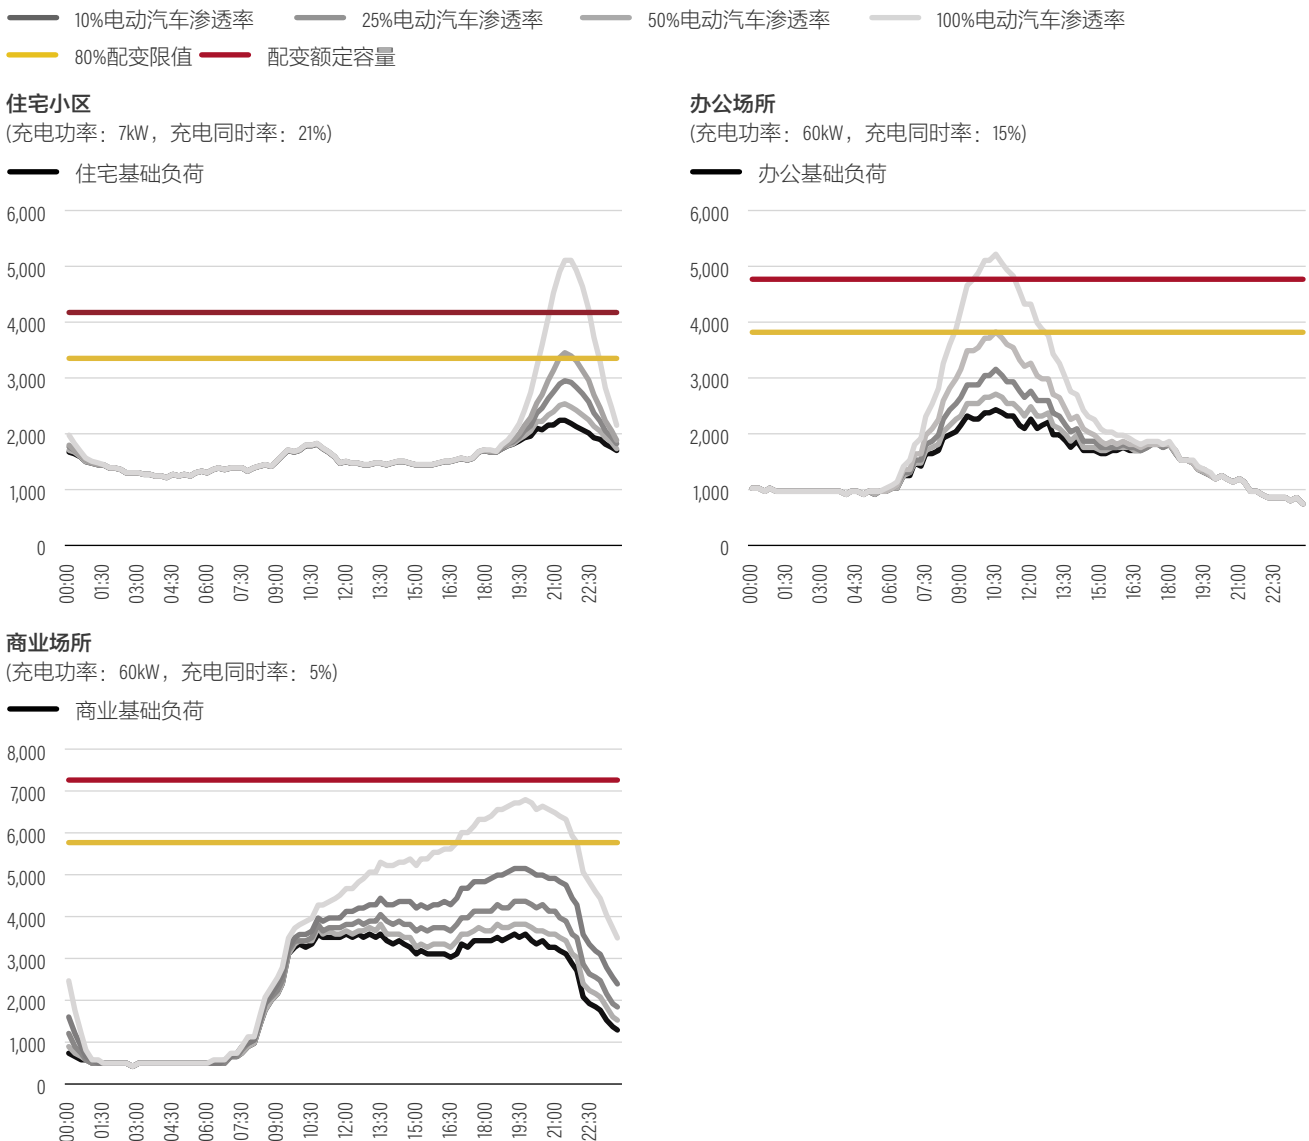 10%电动汽车渗透率 25%电动汽车渗透率 50%电动汽车渗透率 100%电动汽车渗透率
80%配变限值 配变额定容量
住宅小区
(充电功率：7kW，充电同时率：21%)
住宅基础负荷
6,000
5,000
4,000
3,000
2,000
1,000
0
00:00 01:30 03:00 04:30 06:00 07:30 09:00 10:30 12:00 13:30 15:00 16:30 18:00 19:30 21:00 22:30
办公场所
(充电功率：60kW，充电同时率：15%)
办公基础负荷
6,000
5,000
4,000
3,000
2,000
1,000
0
00:00 01:30 03:00 04:30 06:00 07:30 09:00 10:30 12:00 13:30 15:00 16:30 18:00 19:30 21:00 22:30
商业场所
(充电功率：60kW，充电同时率：5%)
商业基础负荷
8,000
7,000
6,000
5,000
4,000
3,000
2,000
1,000
0
00:00 01:30 03:00 04:30 06:00 07:30 09:00 10:30 12:00 13:30 15:00 16:30 18:00 19:30 21:00 22:30